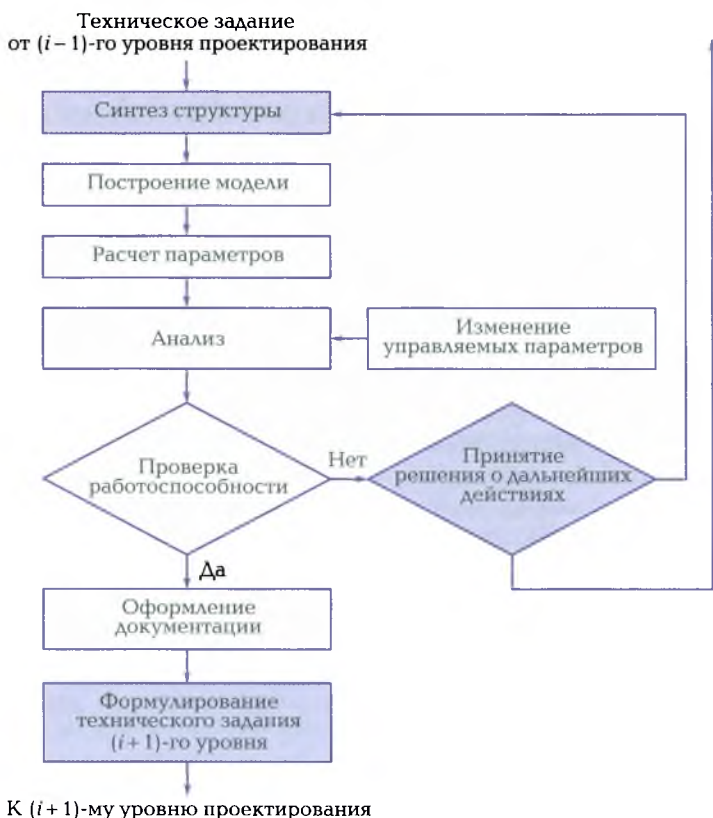 Техническое задание
от (i – 1)-го уровня проектирования
Синтез структуры
Построение модели
Расчет параметров
Анализ
Изменение
управляемых параметров
Проверка
работоспособности
Нет
Принятие
решения о дальнейших
действиях
Да
Оформление
документации
Формулирование
технического задания
(i + 1)-го уровня
К (i + 1)-му уровню проектирования